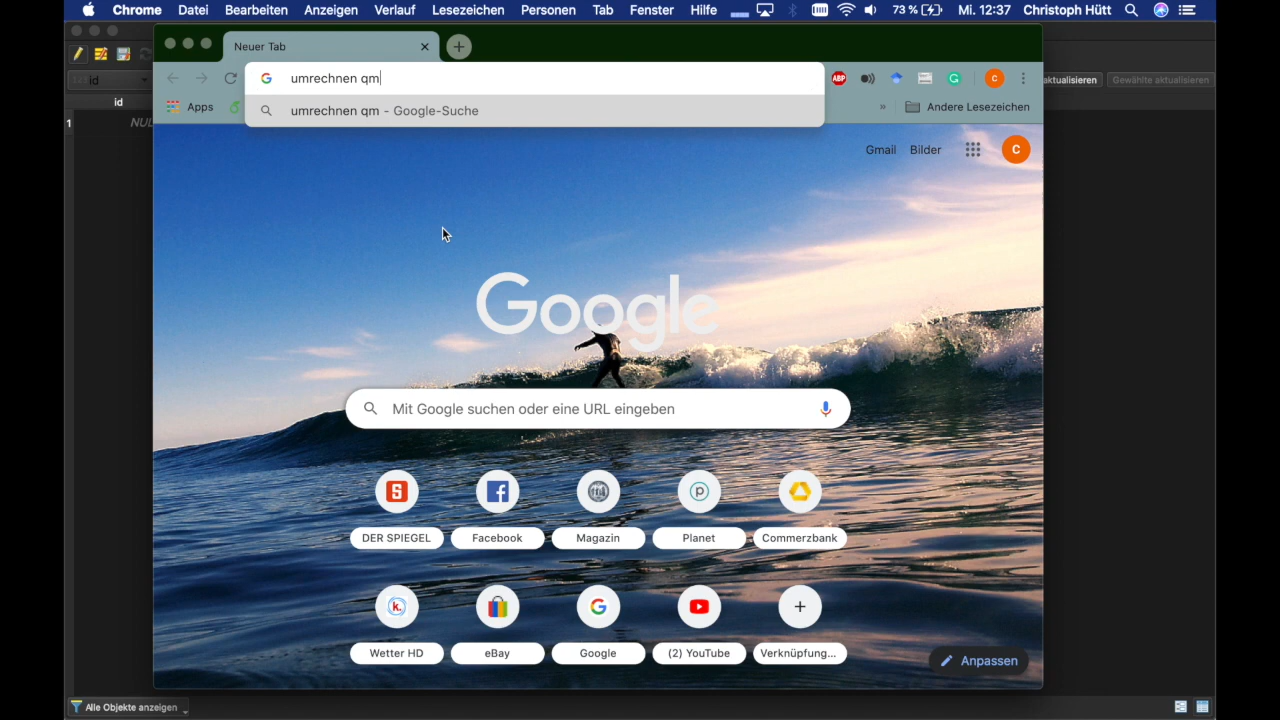 Chrome Datei Bearbeiten Anzeigen Verlauf Lesezeichen Personen Tab Fenster Hilfe 73 % Mi. 12:37 Christoph Hütt
Neuer Tab
umrechnen qm
ABP
C
umrechnen qm – Google-Suche
Apps
»
Andere Lesezeichen
id
aktualisieren
Gewählte aktualisieren
id
1
NUL
Gmail Bilder
C
Google
Mit Google suchen oder eine URL eingeben
DER SPIEGEL Facebook Magazin Planet Commerzbank
Wetter HD eBay Google (2) YouTube Verknüpfung...
Anpassen
Alle Objekte anzeigen